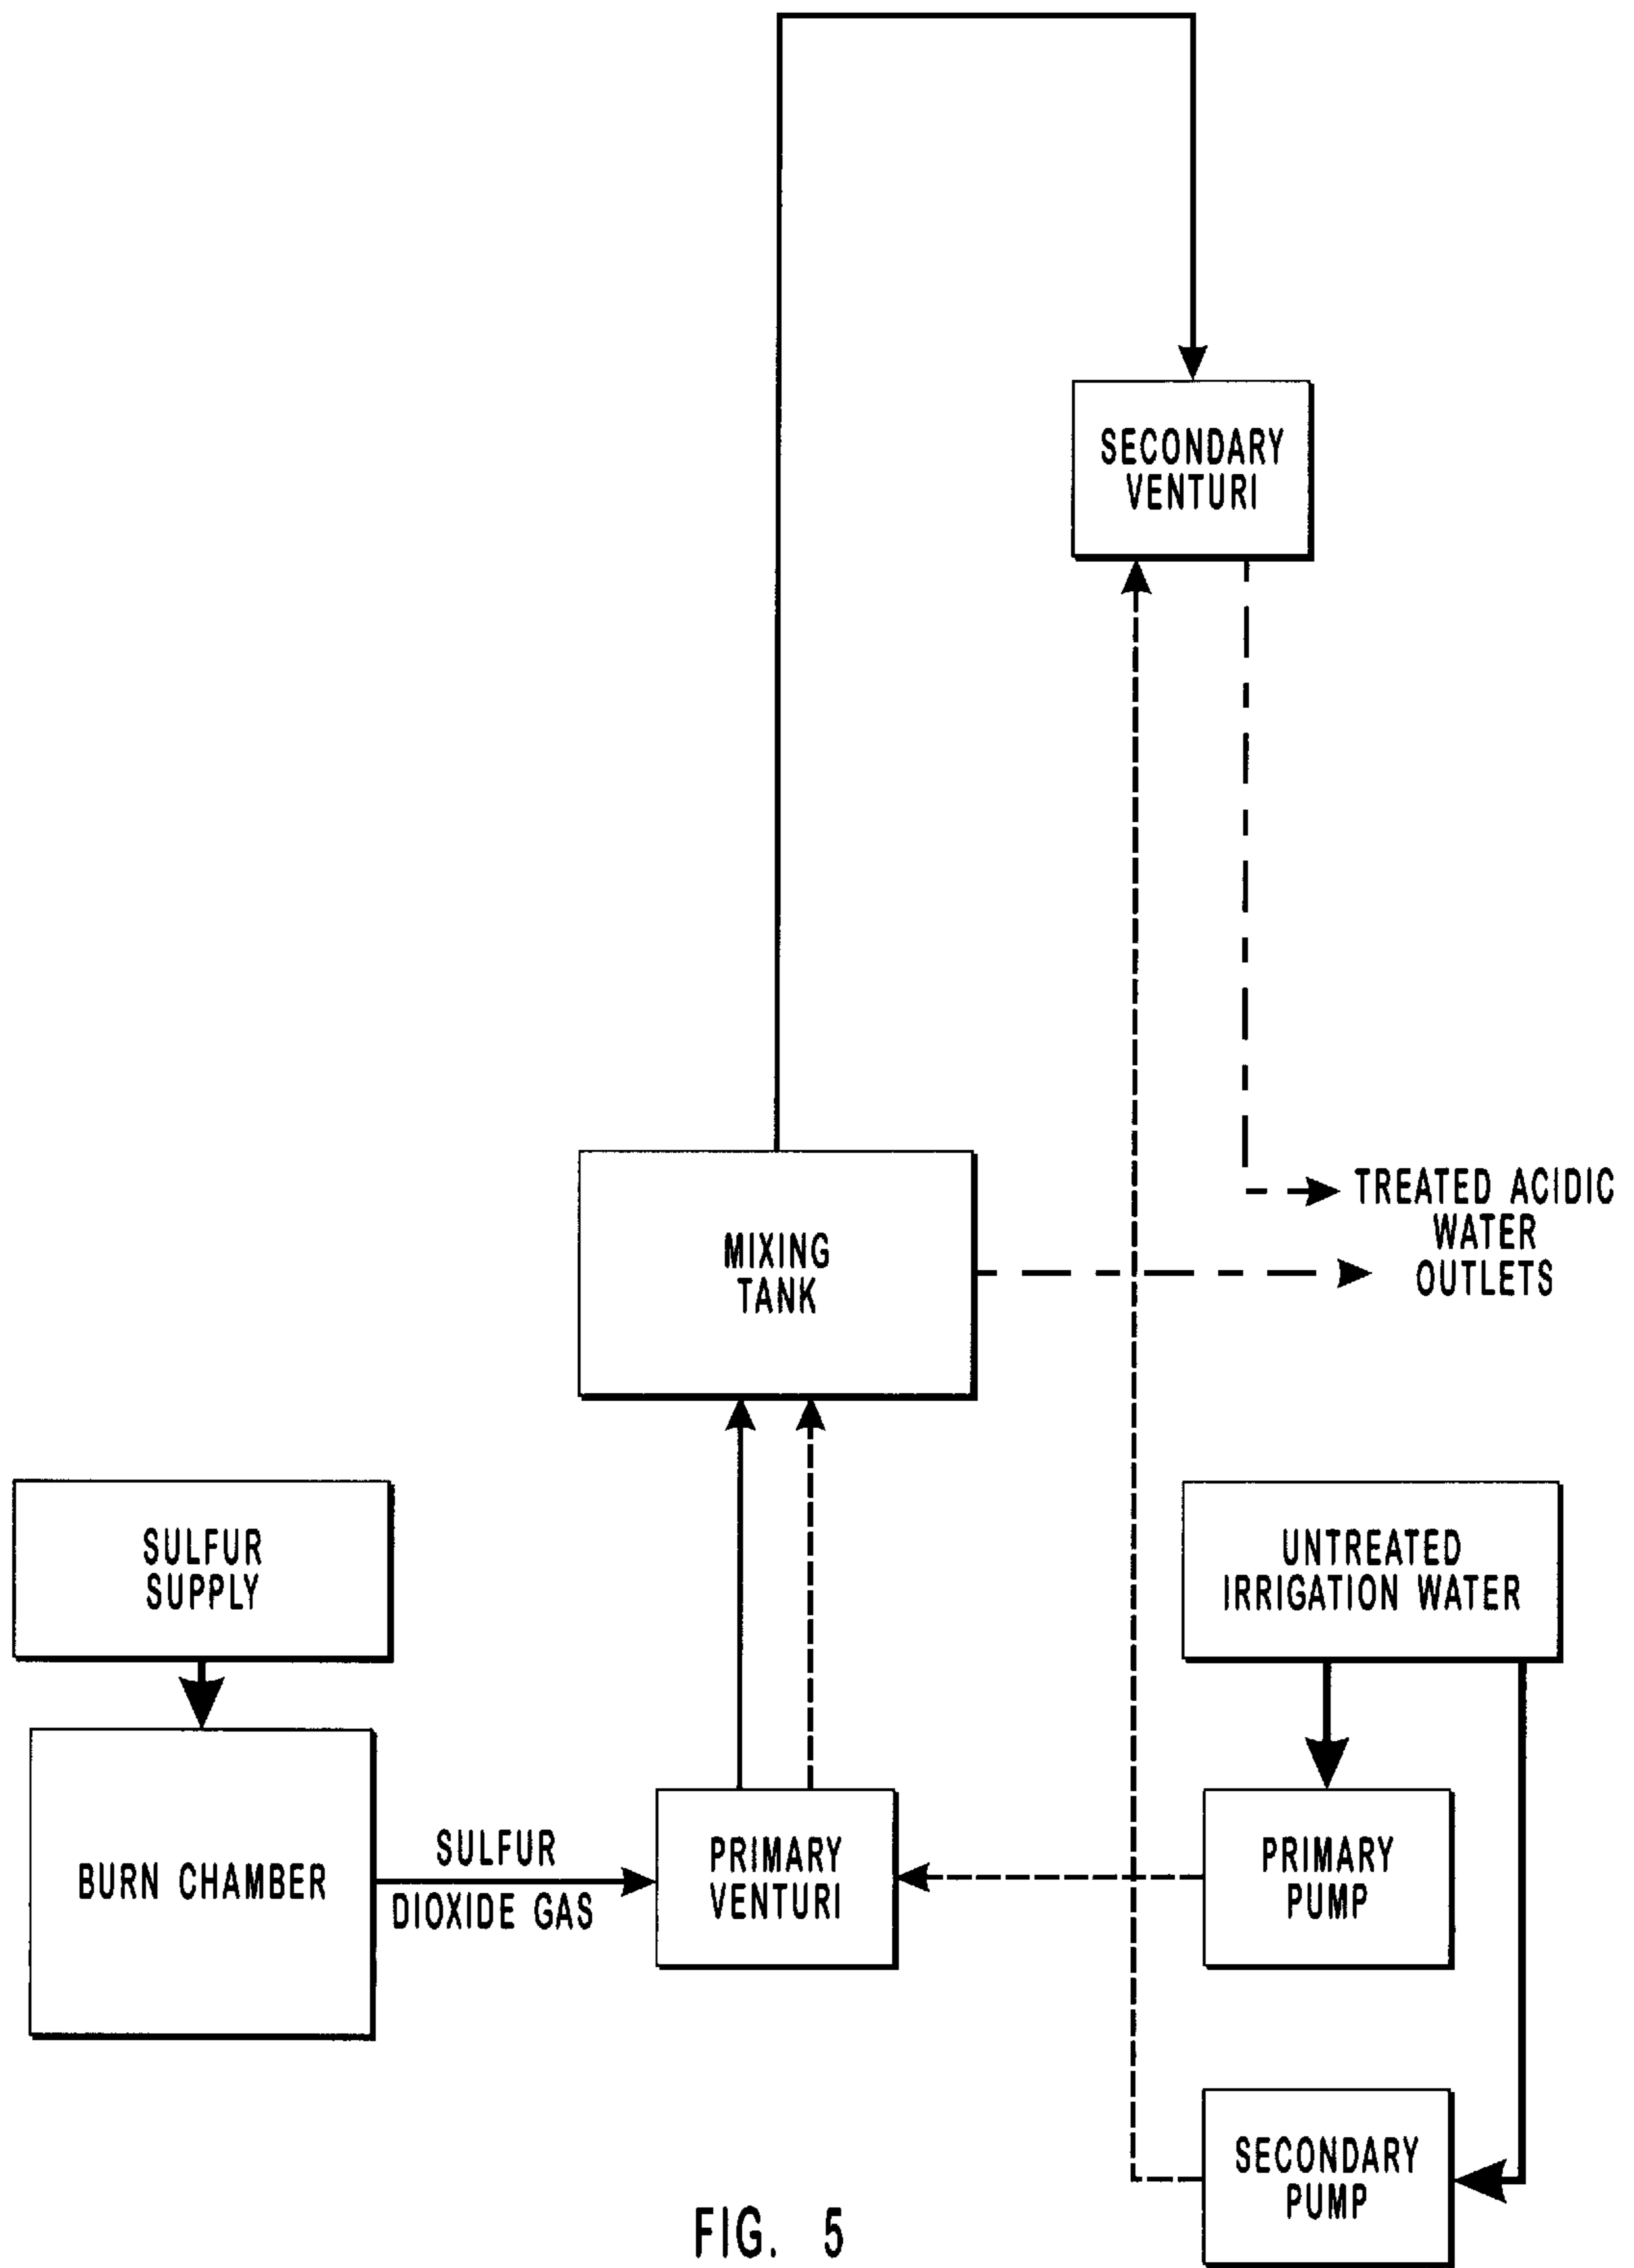 SECONDARY
VENTURI
TREATED ACIDIC
WATER
OUTLETS
MIXING
TANK
SULFUR
SUPPLY
UNTREATED
IRRIGATION WATER
BURN CHAMBER
SULFUR
DIOXIDE GAS
PRIMARY
VENTURI
PRIMARY
PUMP
SECONDARY
PUMP
FIG. 5